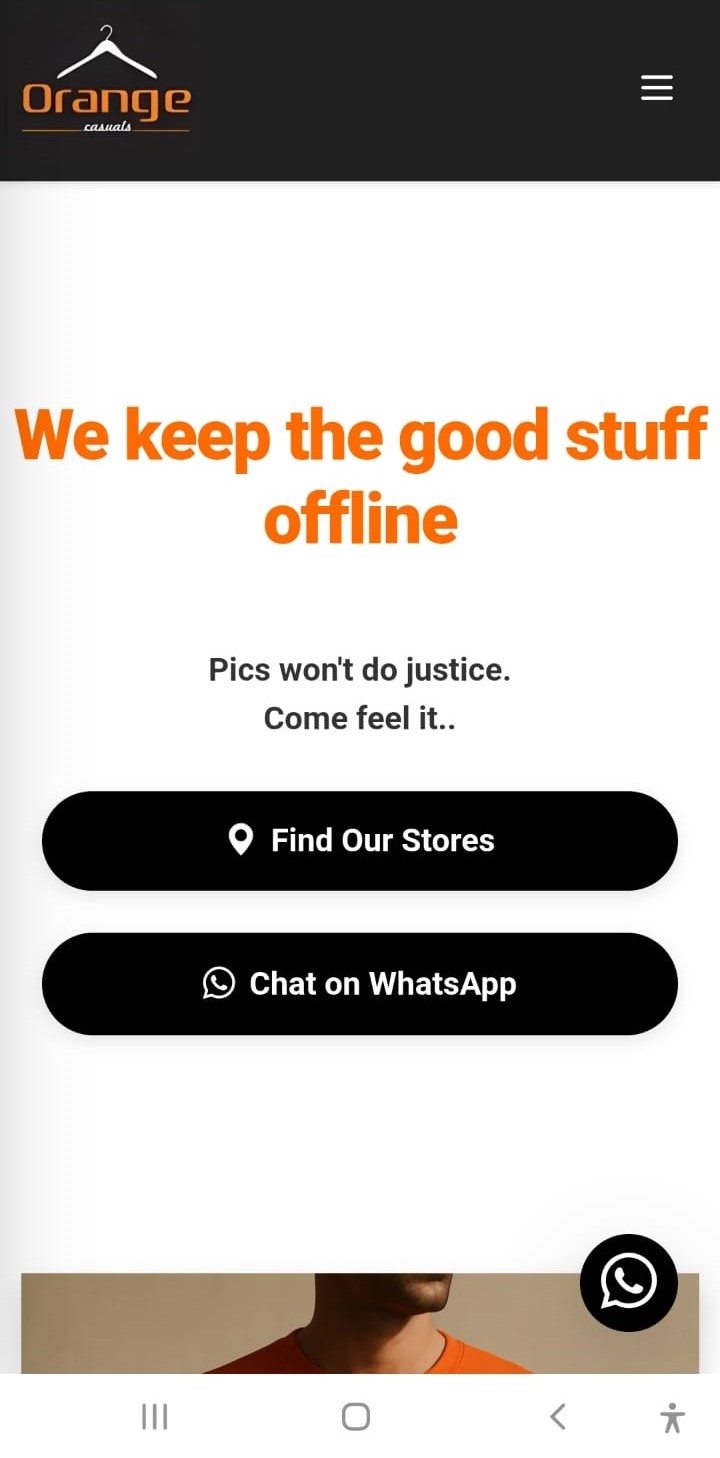 Orange
casuals
We keep the good stuff
offline
Pics won't do justice.
Come feel it..
Find Our Stores
Chat on WhatsApp